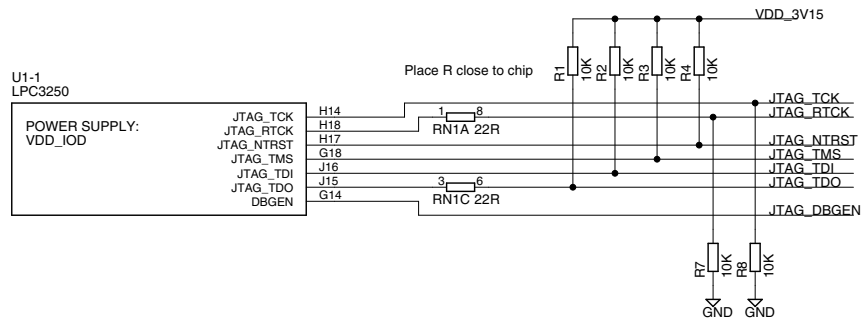 VDD_3V15
R1 10K
R2 10K
R3 10K
R4 10K
Place R close to chip
U1-1
LPC3250
POWER SUPPLY:
VDD_IOD
JTAG_TCK H14 JTAG_TCK
JTAG_RTCK H18 1 8 JTAG_RTCK
RN1A 22R
JTAG_NTRST H17 JTAG_NTRST
JTAG_TMS G18 JTAG_TMS
JTAG_TDI J16 JTAG_TDI
JTAG_TDO J15 3 6 JTAG_TDO
RN1C 22R
DBGEN G14 JTAG_DBGEN
R7 10K
R8 10K
GND GND